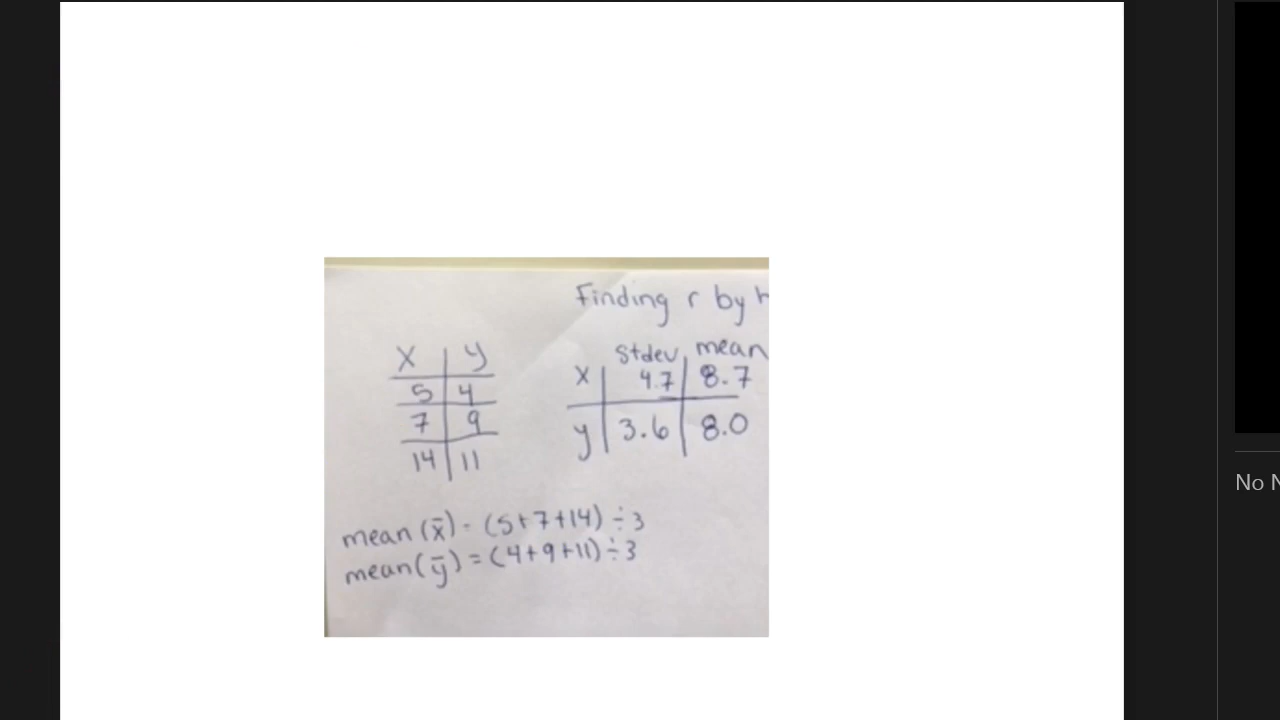 Finding r by h
x y
5 4
7 9
14 11
stdev mean
x 4.7 8.7
y 3.6 8.0
mean (x̄) = (5+7+14) ÷ 3
mean (ȳ) = (4+9+11) ÷ 3
No N